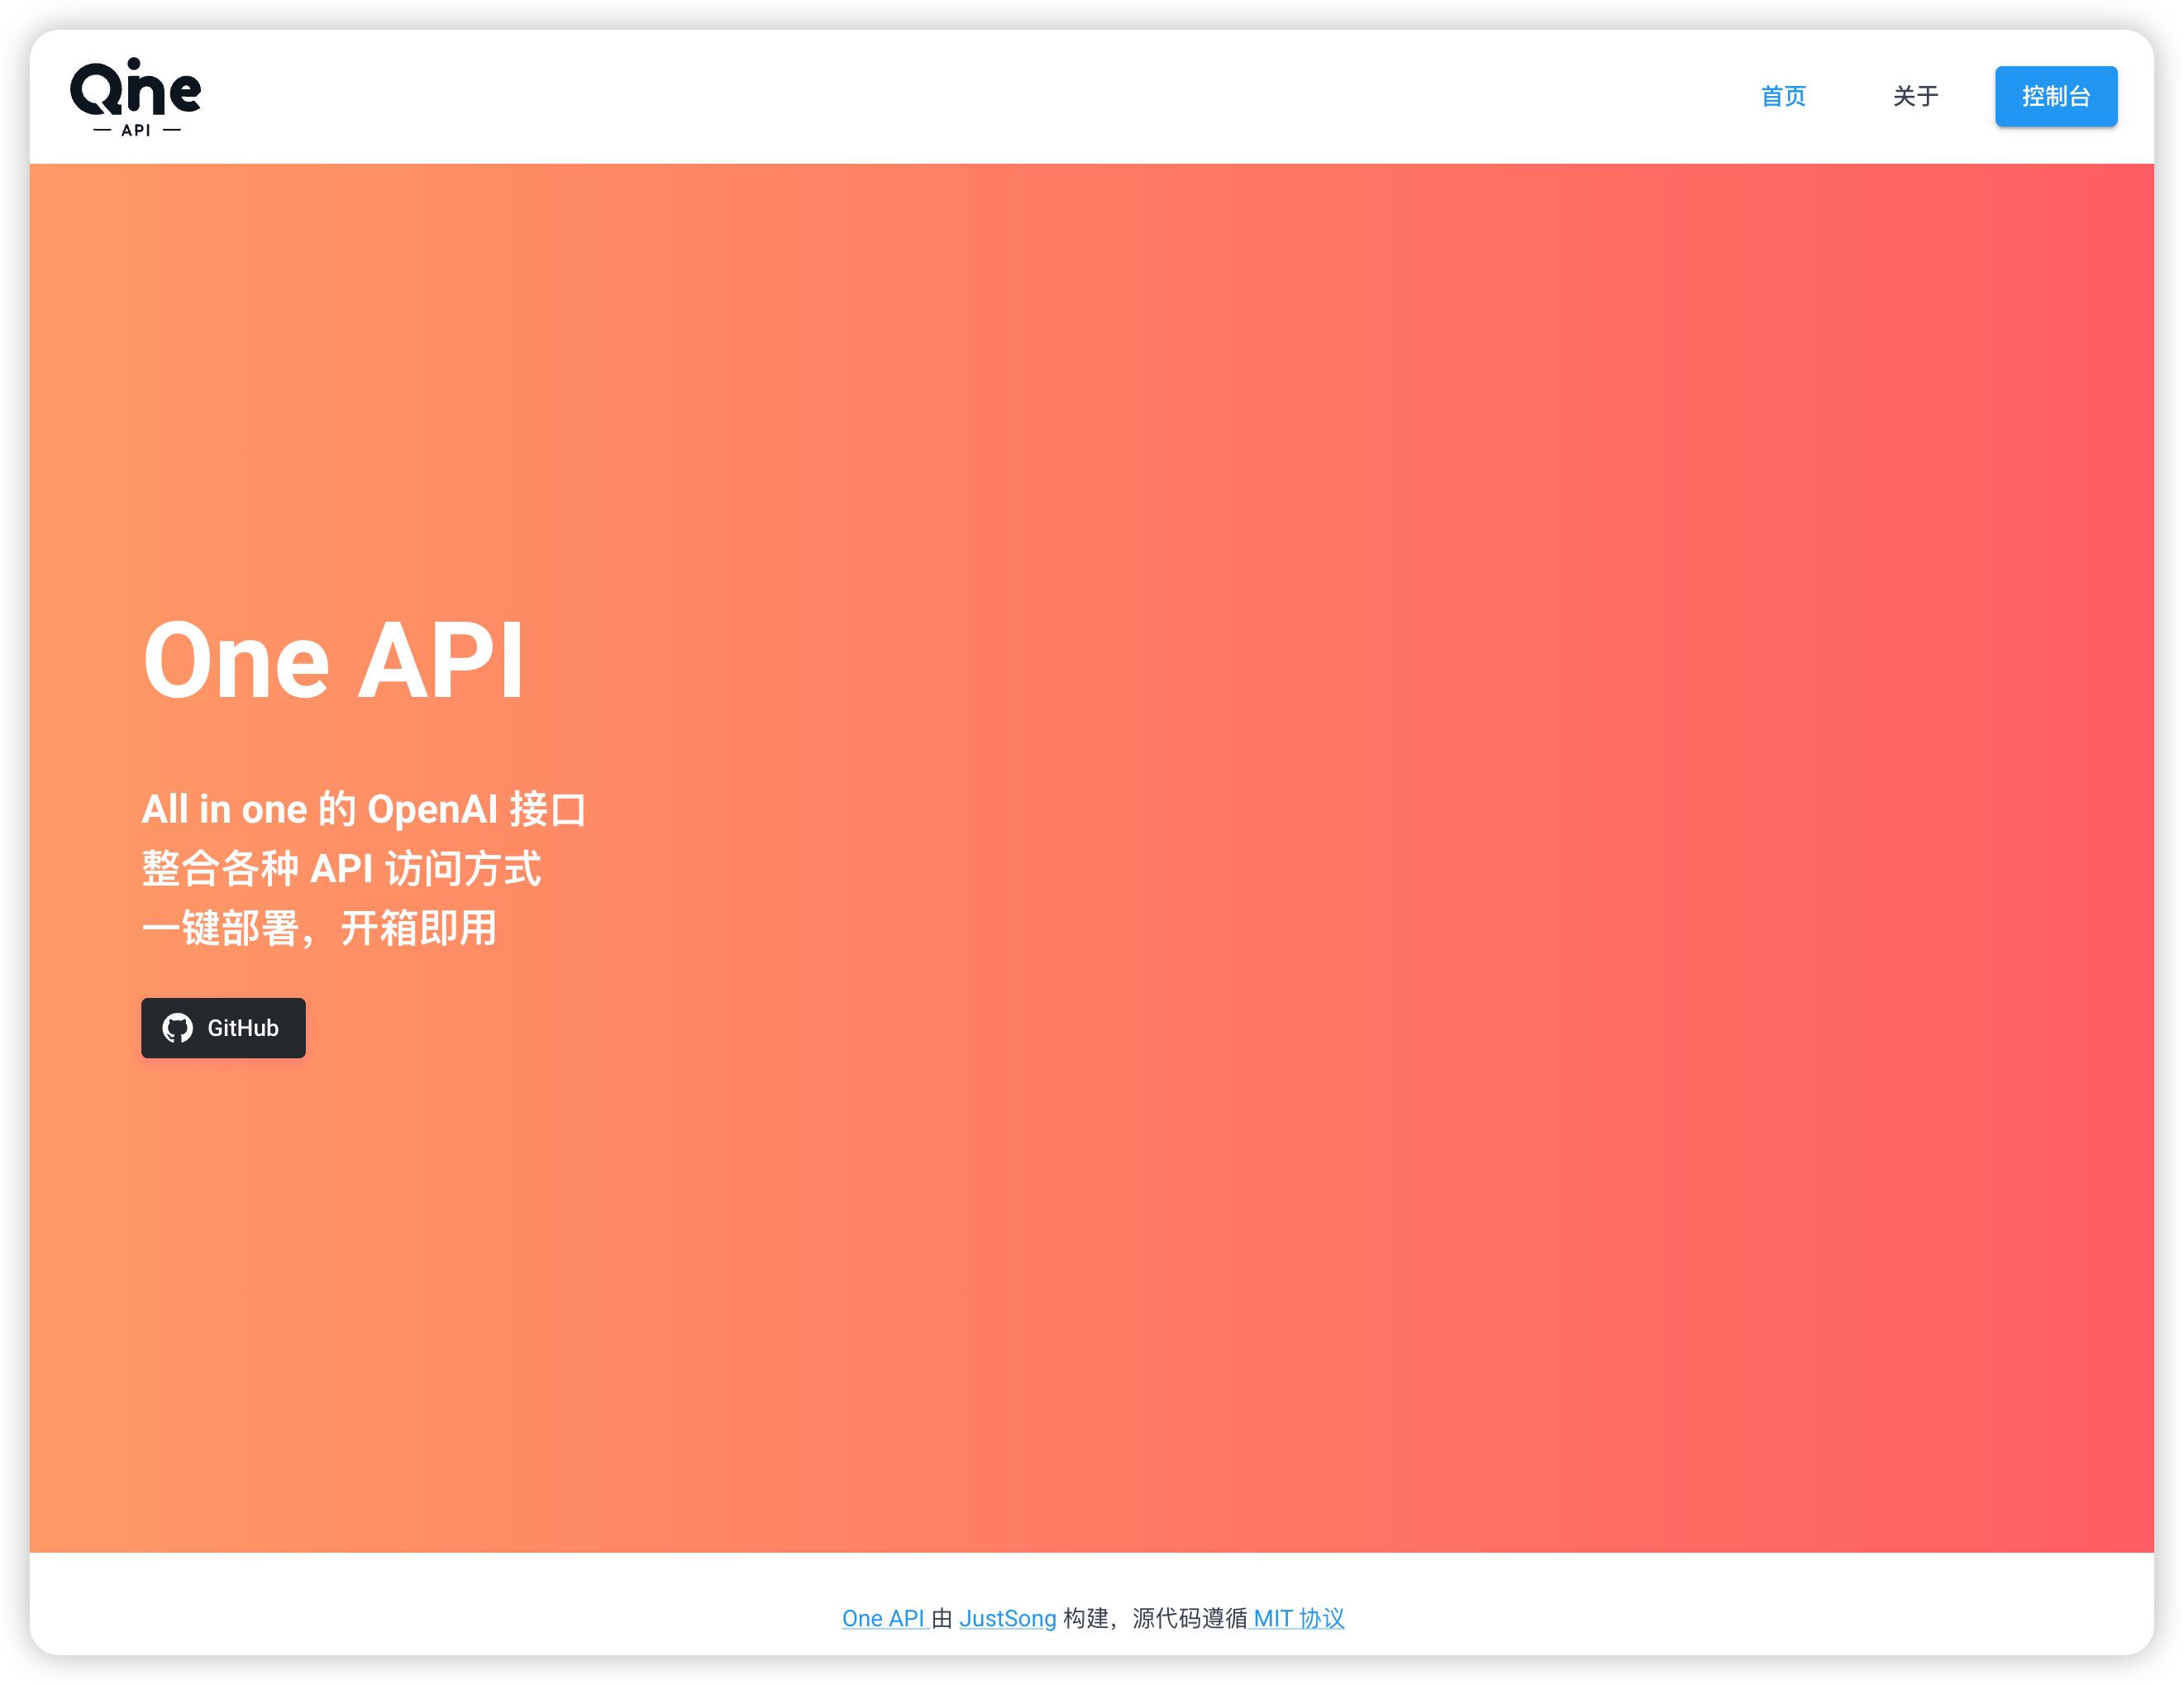 One
API
首页
关于
控制台
One API
All in one 的 OpenAI 接口
整合各种 API 访问方式
一键部署，开箱即用
GitHub
One API 由 JustSong 构建，源代码遵循 MIT 协议